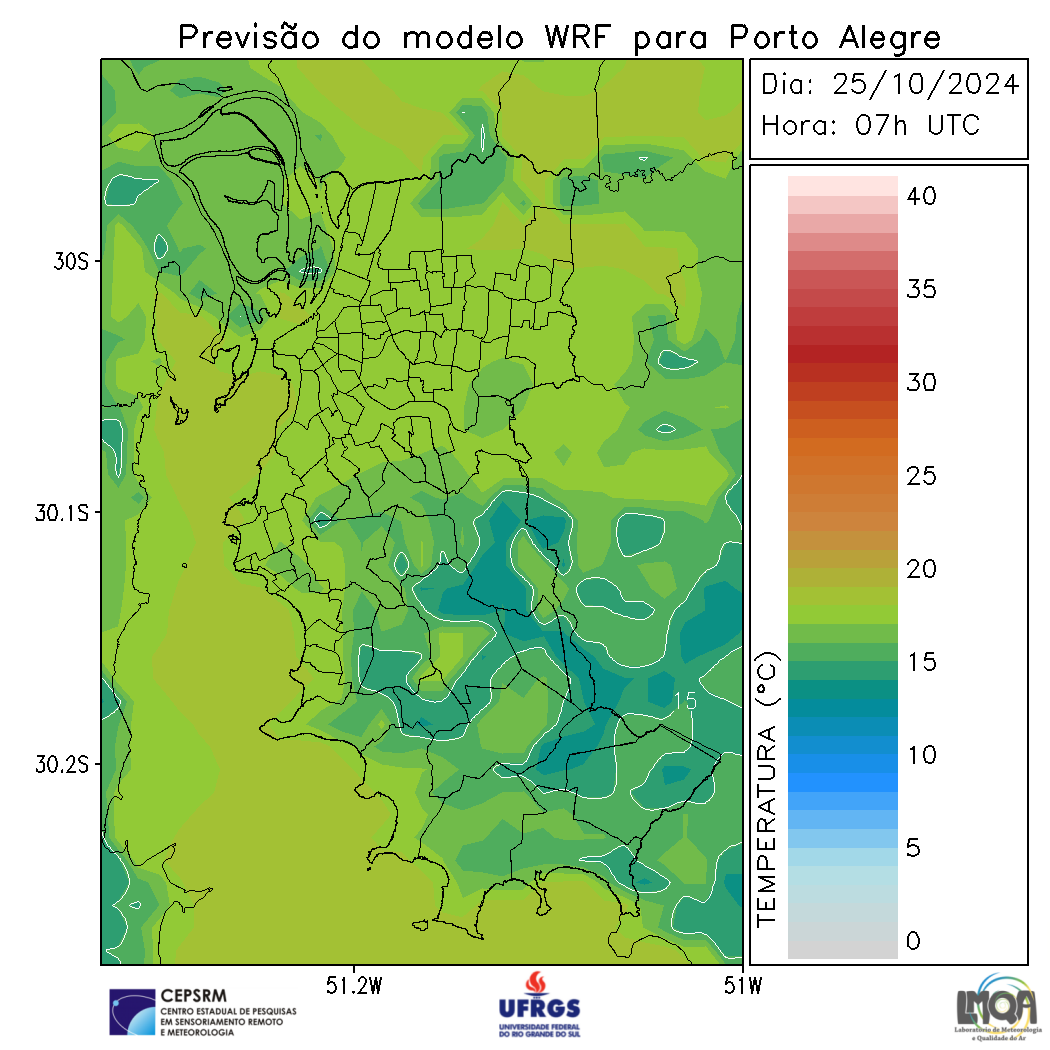 Previsão do modelo WRF para Porto Alegre
Dia: 25/10/2024
Hora: 07h UTC
40
35
30
25
20
15
10
5
0
TEMPERATURA (°C)
30S
30.1S
30.2S
15
51.2W
51W
CEPSRM
CENTRO ESTADUAL DE PESQUISAS
EM SENSORIAMENTO REMOTO
E METEOROLOGIA
UFRGS
UNIVERSIDADE FEDERAL
DO RIO GRANDE DO SUL
LMQA
Laboratório de Meteorologia
e Qualidade do Ar